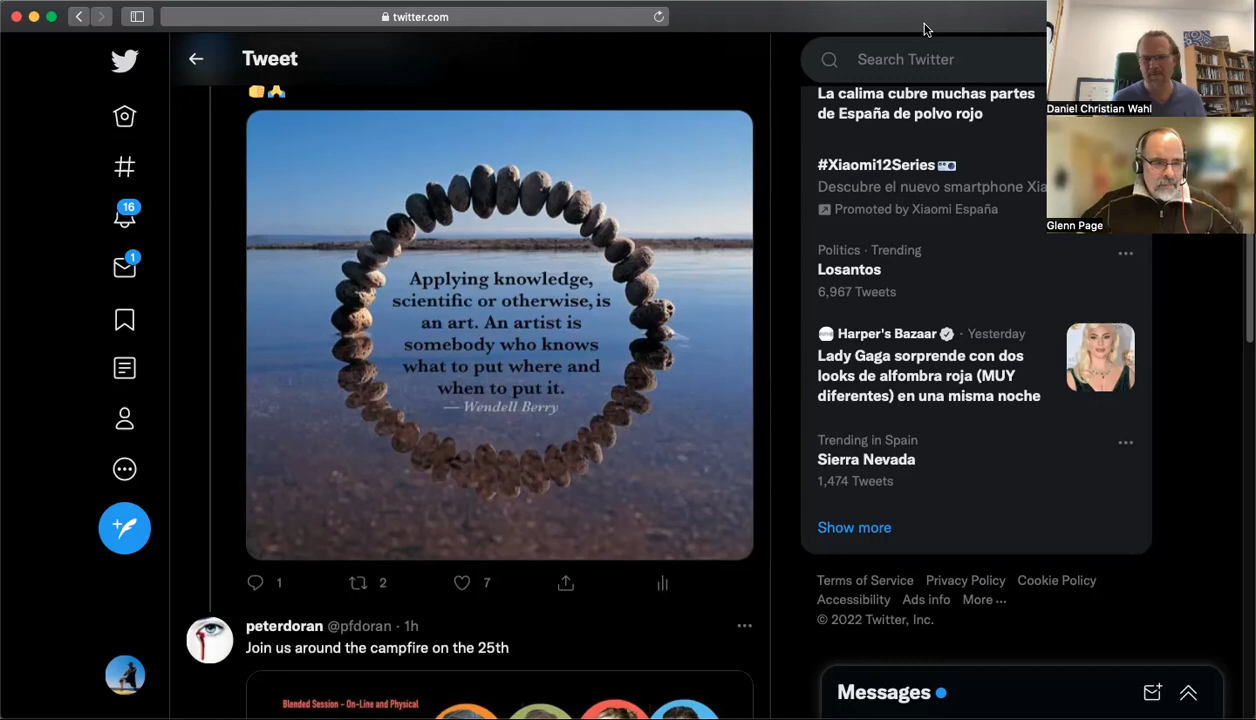 twitter.com
Tweet
Search Twitter
Daniel Christian Wahl
Glenn Page
16
1
Applying knowledge,
scientific or otherwise, is
an art. An artist is
somebody who knows
what to put where and
when to put it.
— Wendell Berry
1
2
7
peterdoran @pfdoran · 1h
Join us around the campfire on the 25th
Blended Session - On-Line and Physical
La calima cubre muchas partes
de España de polvo rojo
#Xiaomi12Series
Descubre el nuevo smartphone Xia
Promoted by Xiaomi España
Politics · Trending
Losantos
6,967 Tweets
Harper's Bazaar · Yesterday
Lady Gaga sorprende con dos
looks de alfombra roja (MUY
diferentes) en una misma noche
Trending in Spain
Sierra Nevada
1,474 Tweets
Show more
Terms of Service Privacy Policy Cookie Policy
Accessibility Ads info More ...
© 2022 Twitter, Inc.
Messages